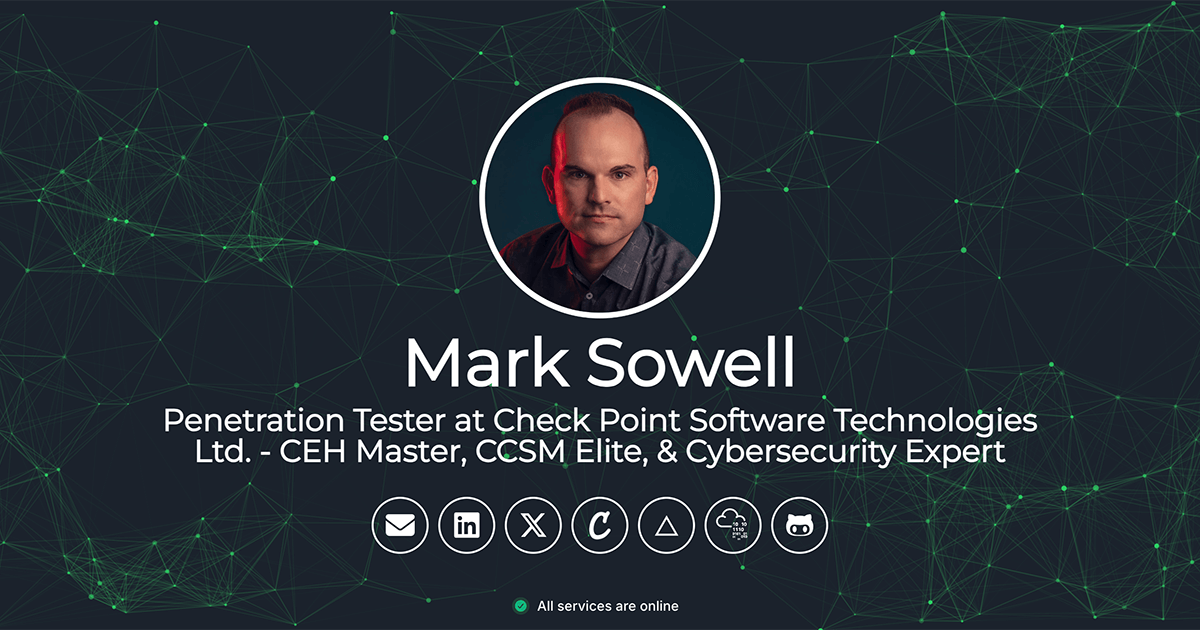 Mark Sowell
Penetration Tester at Check Point Software Technologies
Ltd. - CEH Master, CCSM Elite, & Cybersecurity Expert
All services are online